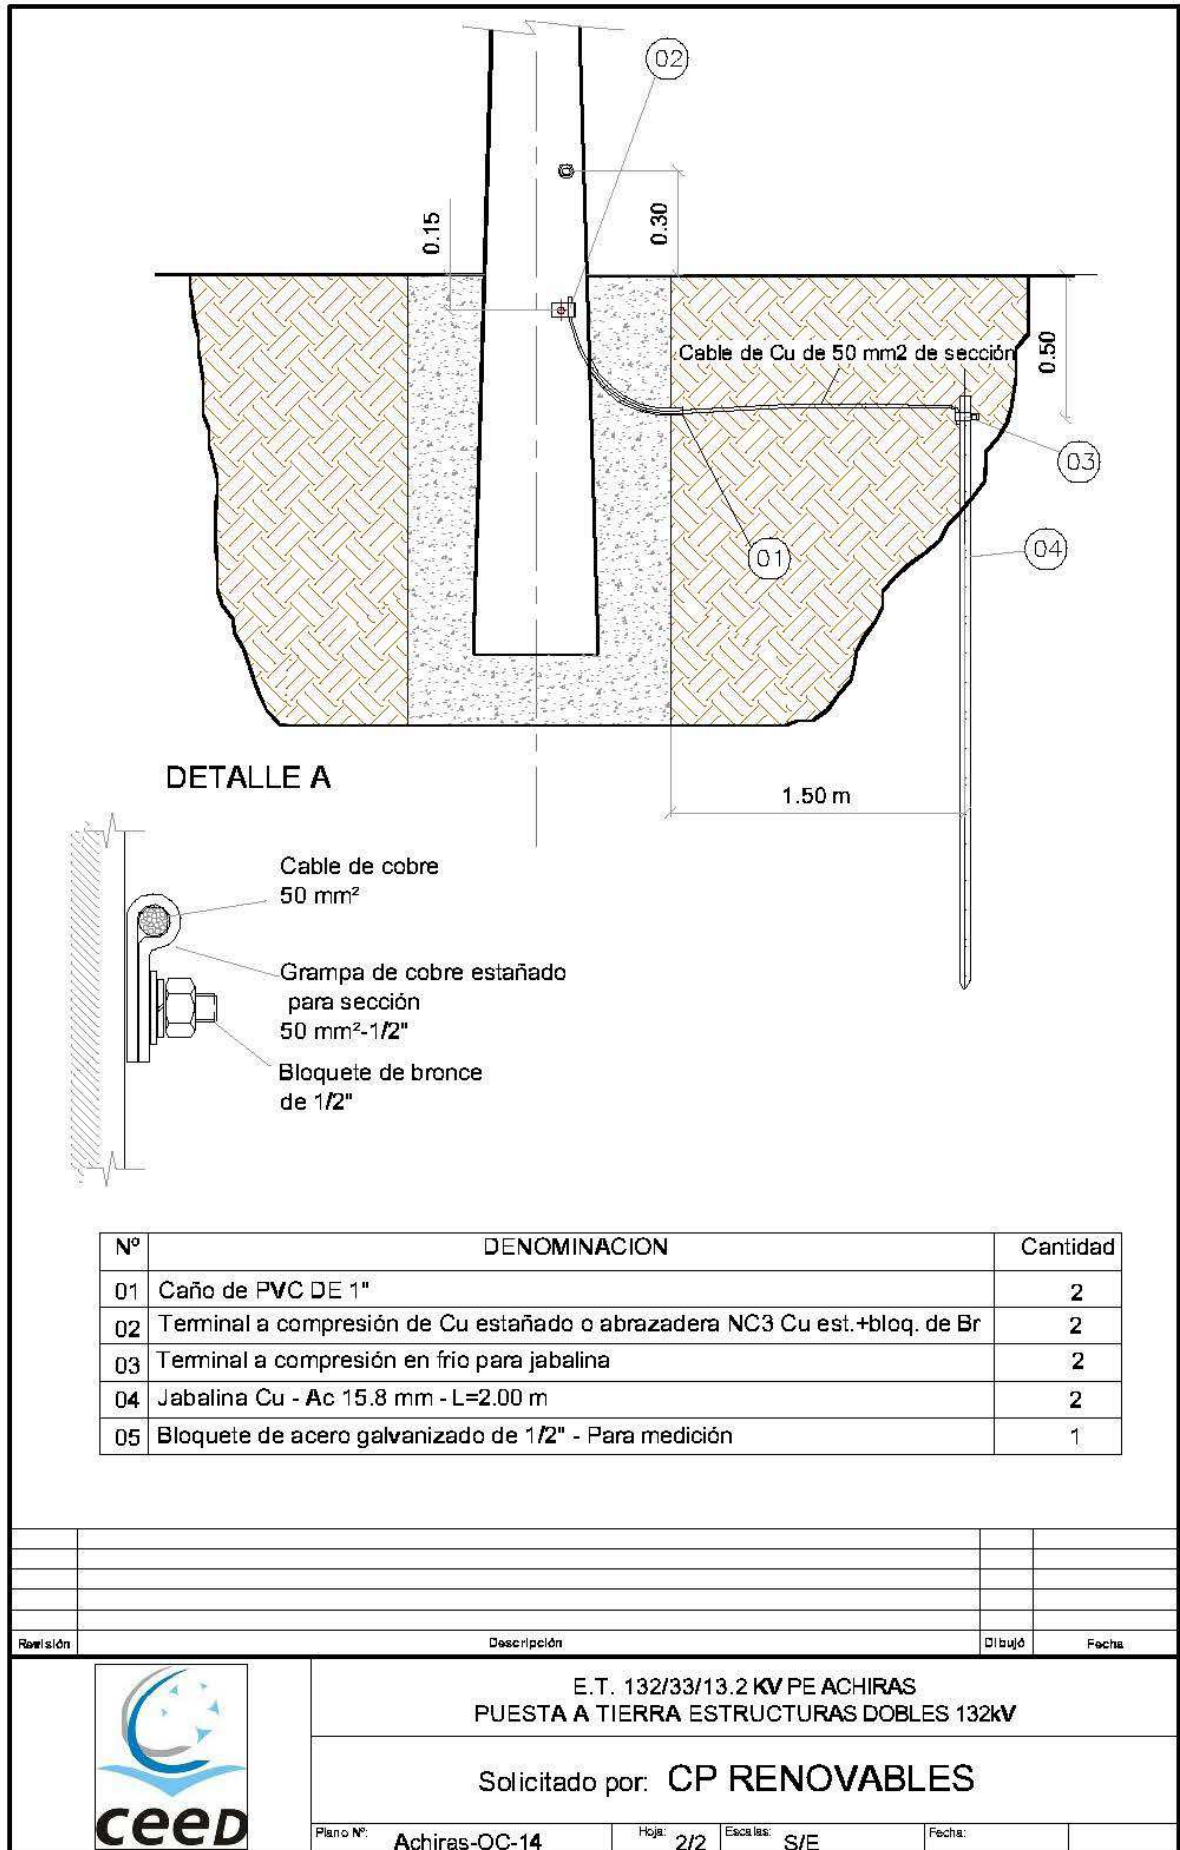 02
0.15
0.30
0.50
Cable de Cu de 50 mm2 de sección
03
04
01
1.50 m
DETALLE A
Cable de cobre
50 mm²
Grampa de cobre estañado
para sección
50 mm²-1/2"
Bloquete de bronce
de 1/2"
Nº DENOMINACION Cantidad
01 Caño de PVC DE 1" 2
02 Terminal a compresión de Cu estañado o abrazadera NC3 Cu est.+bloq. de Br 2
03 Terminal a compresión en frio para jabalina 2
04 Jabalina Cu - Ac 15.8 mm - L=2.00 m 2
05 Bloquete de acero galvanizado de 1/2" - Para medición 1
Revisión Descripción Dibujó Fecha
E.T. 132/33/13.2 KV PE ACHIRAS
PUESTA A TIERRA ESTRUCTURAS DOBLES 132kV
Solicitado por: CP RENOVABLES
ceed
Plano Nº: Achiras-OC-14 Hoja: 2/2 Escalas: S/E Fecha: